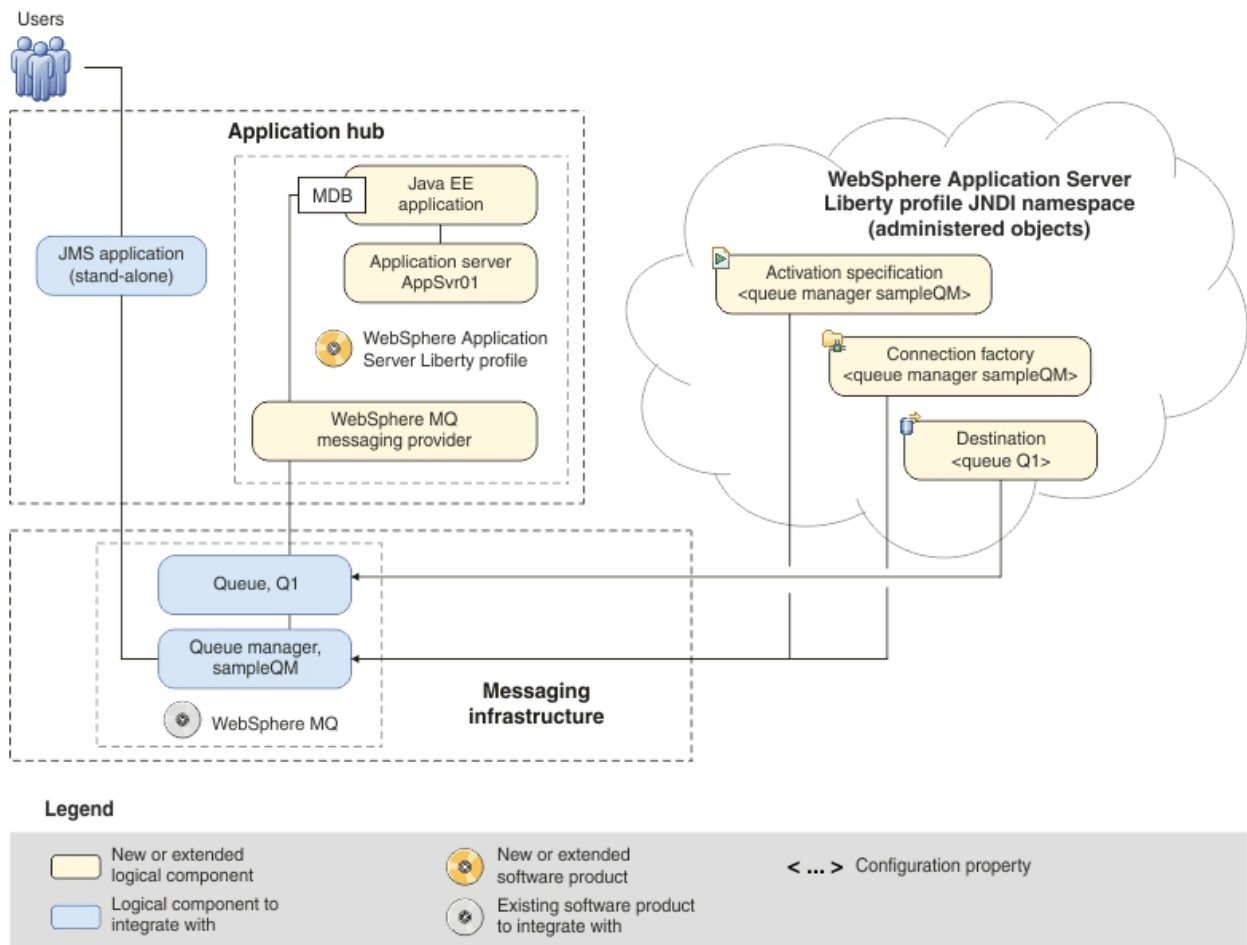 Users
Application hub
MDB
Java EE
application
JMS application
(stand-alone)
Application server
AppSvr01
WebSphere Application
Server Liberty profile
WebSphere MQ
messaging provider
WebSphere Application Server
Liberty profile JNDI namespace
(administered objects)
Activation specification
<queue manager sampleQM>
Connection factory
<queue manager sampleQM>
Destination
<queue Q1>
Queue, Q1
Queue manager,
sampleQM
WebSphere MQ
Messaging
infrastructure
Legend
New or extended
logical component
Logical component to
integrate with
New or extended
software product
Existing software product
to integrate with
< ... > Configuration property